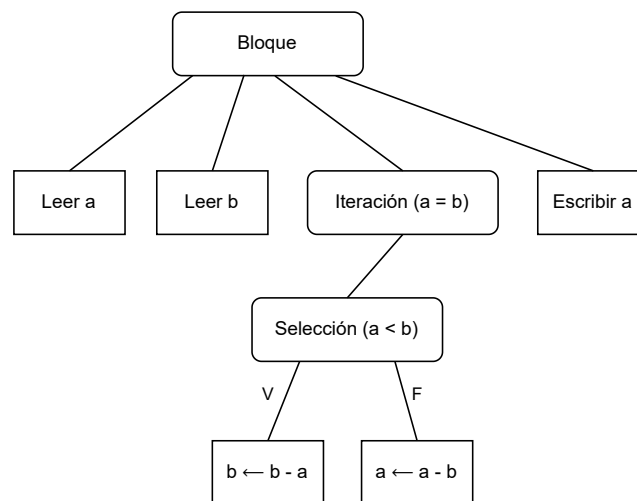 Bloque
Leer a
Leer b
Iteración (a = b)
Escribir a
Selección (a < b)
V
F
b ⟵ b - a
a ⟵ a - b